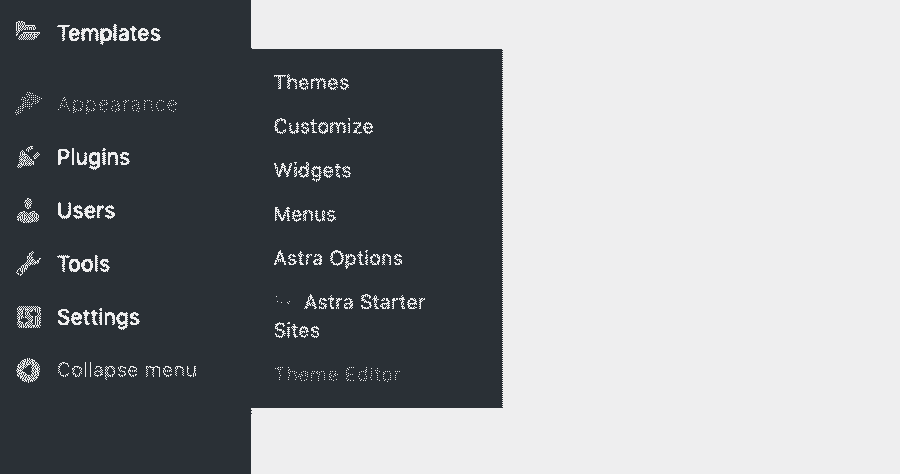 Templates
Appearance
Plugins
Users
Tools
Settings
Collapse menu
Themes
Customize
Widgets
Menus
Astra Options
Astra Starter
Sites
Theme Editor